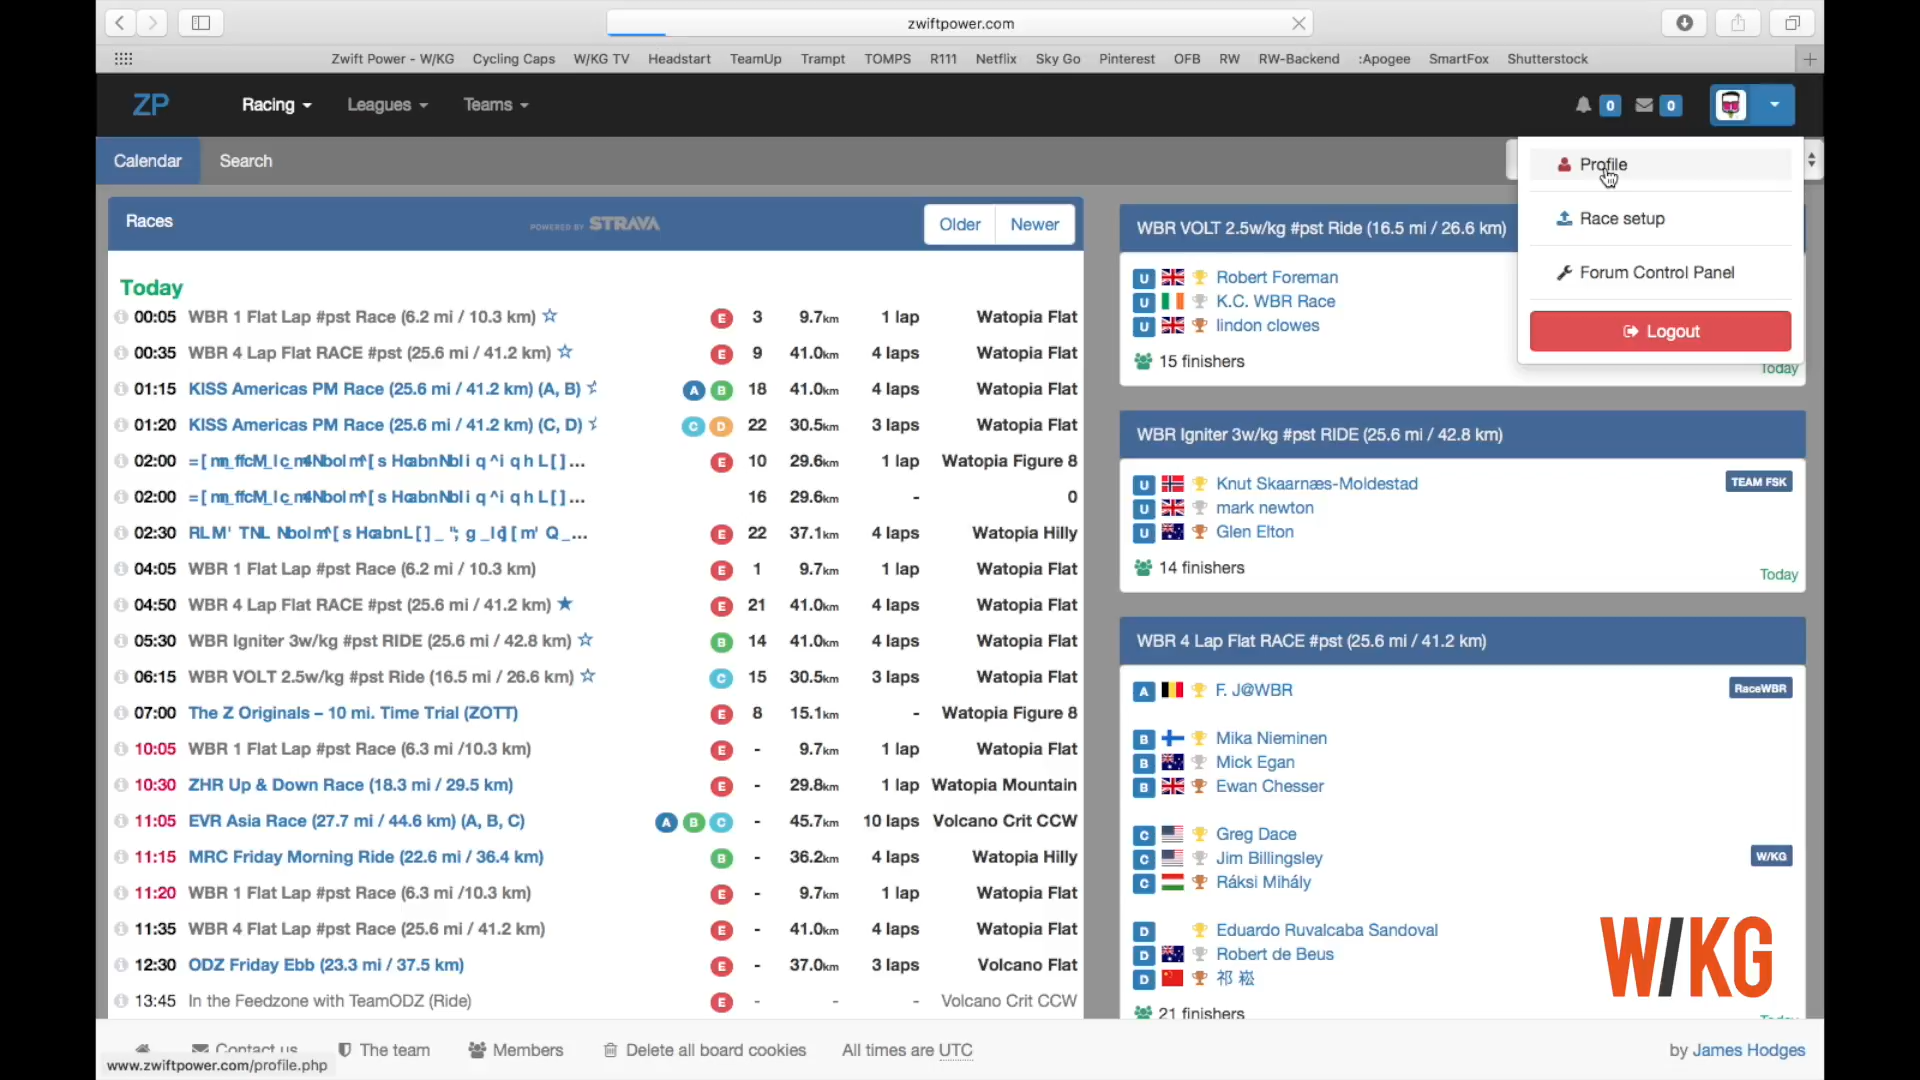 zwiftpower.com
Zwift Power - W/KG Cycling Caps W/KG TV Headstart TeamUp Trampt TOMPS R111 Netflix Sky Go Pinterest OFB RW RW-Backend :Apogee SmartFox Shutterstock
ZP Racing Leagues Teams 0 0
Calendar Search
Profile
Race setup
Forum Control Panel
Logout
Races POWERED BY STRAVA Older Newer
Today
00:05 WBR 1 Flat Lap #pst Race (6.2 mi / 10.3 km) E 3 9.7km 1 lap Watopia Flat
00:35 WBR 4 Lap Flat RACE #pst (25.6 mi / 41.2 km) E 9 41.0km 4 laps Watopia Flat
01:15 KISS Americas PM Race (25.6 mi / 41.2 km) (A, B) A B 18 41.0km 4 laps Watopia Flat
01:20 KISS Americas PM Race (25.6 mi / 41.2 km) (C, D) C D 22 30.5km 3 laps Watopia Flat
02:00 E 10 29.6km 1 lap Watopia Figure 8
02:00 16 29.6km - 0
02:30 E 22 37.1km 4 laps Watopia Hilly
04:05 WBR 1 Flat Lap #pst Race (6.2 mi / 10.3 km) E 1 9.7km 1 lap Watopia Flat
04:50 WBR 4 Lap Flat RACE #pst (25.6 mi / 41.2 km) E 21 41.0km 4 laps Watopia Flat
05:30 WBR Igniter 3w/kg #pst RIDE (25.6 mi / 42.8 km) B 14 41.0km 4 laps Watopia Flat
06:15 WBR VOLT 2.5w/kg #pst Ride (16.5 mi / 26.6 km) C 15 30.5km 3 laps Watopia Flat
07:00 The Z Originals – 10 mi. Time Trial (ZOTT) E 8 15.1km - Watopia Figure 8
10:05 WBR 1 Flat Lap #pst Race (6.3 mi /10.3 km) E - 9.7km 1 lap Watopia Flat
10:30 ZHR Up & Down Race (18.3 mi / 29.5 km) E - 29.8km 1 lap Watopia Mountain
11:05 EVR Asia Race (27.7 mi / 44.6 km) (A, B, C) A B C - 45.7km 10 laps Volcano Crit CCW
11:15 MRC Friday Morning Ride (22.6 mi / 36.4 km) B - 36.2km 4 laps Watopia Hilly
11:20 WBR 1 Flat Lap #pst Race (6.3 mi /10.3 km) E - 9.7km 1 lap Watopia Flat
11:35 WBR 4 Lap Flat #pst Race (25.6 mi / 41.2 km) E - 41.0km 4 laps Watopia Flat
12:30 ODZ Friday Ebb (23.3 mi / 37.5 km) E - 37.0km 3 laps Volcano Flat
13:45 In the Feedzone with TeamODZ (Ride) E - - - Volcano Crit CCW
WBR VOLT 2.5w/kg #pst Ride (16.5 mi / 26.6 km)
U Robert Foreman
U K.C. WBR Race
U lindon clowes
15 finishers
Today
WBR Igniter 3w/kg #pst RIDE (25.6 mi / 42.8 km)
U Knut Skaarnæs-Moldestad TEAM FSK
U mark newton
U Glen Elton
14 finishers
Today
WBR 4 Lap Flat RACE #pst (25.6 mi / 41.2 km)
A F. J@WBR RaceWBR
B Mika Nieminen
B Mick Egan
B Ewan Chesser
C Greg Dace
C Jim Billingsley W/KG
C Ráksi Mihály
D Eduardo Ruvalcaba Sandoval
D Robert de Beus
D 祁 崧
21 finishers
Today
W/KG
Contact us The team Members Delete all board cookies All times are UTC by James Hodges
www.zwiftpower.com/profile.php